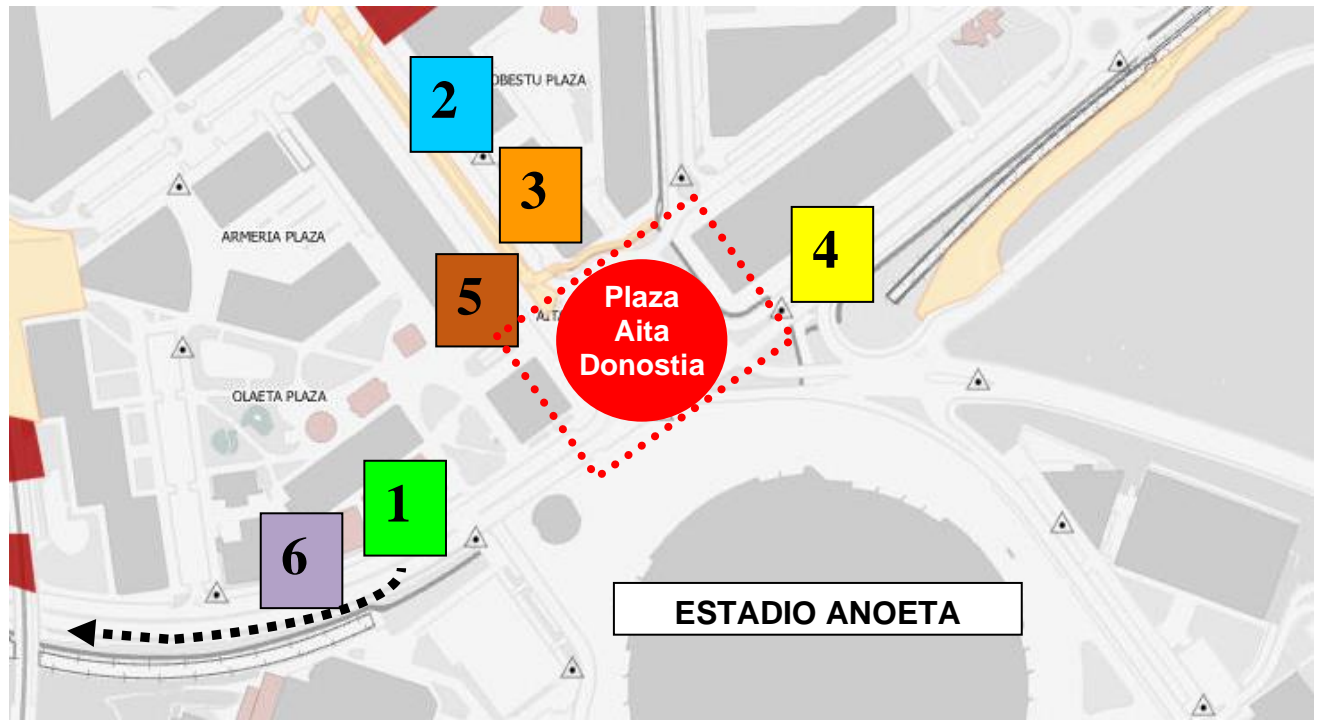 OBESTU PLAZA
2
3
ARMERIA PLAZA
4
5
Plaza
Aita
Donostia
OLAETA PLAZA
1
6
ESTADIO ANOETA